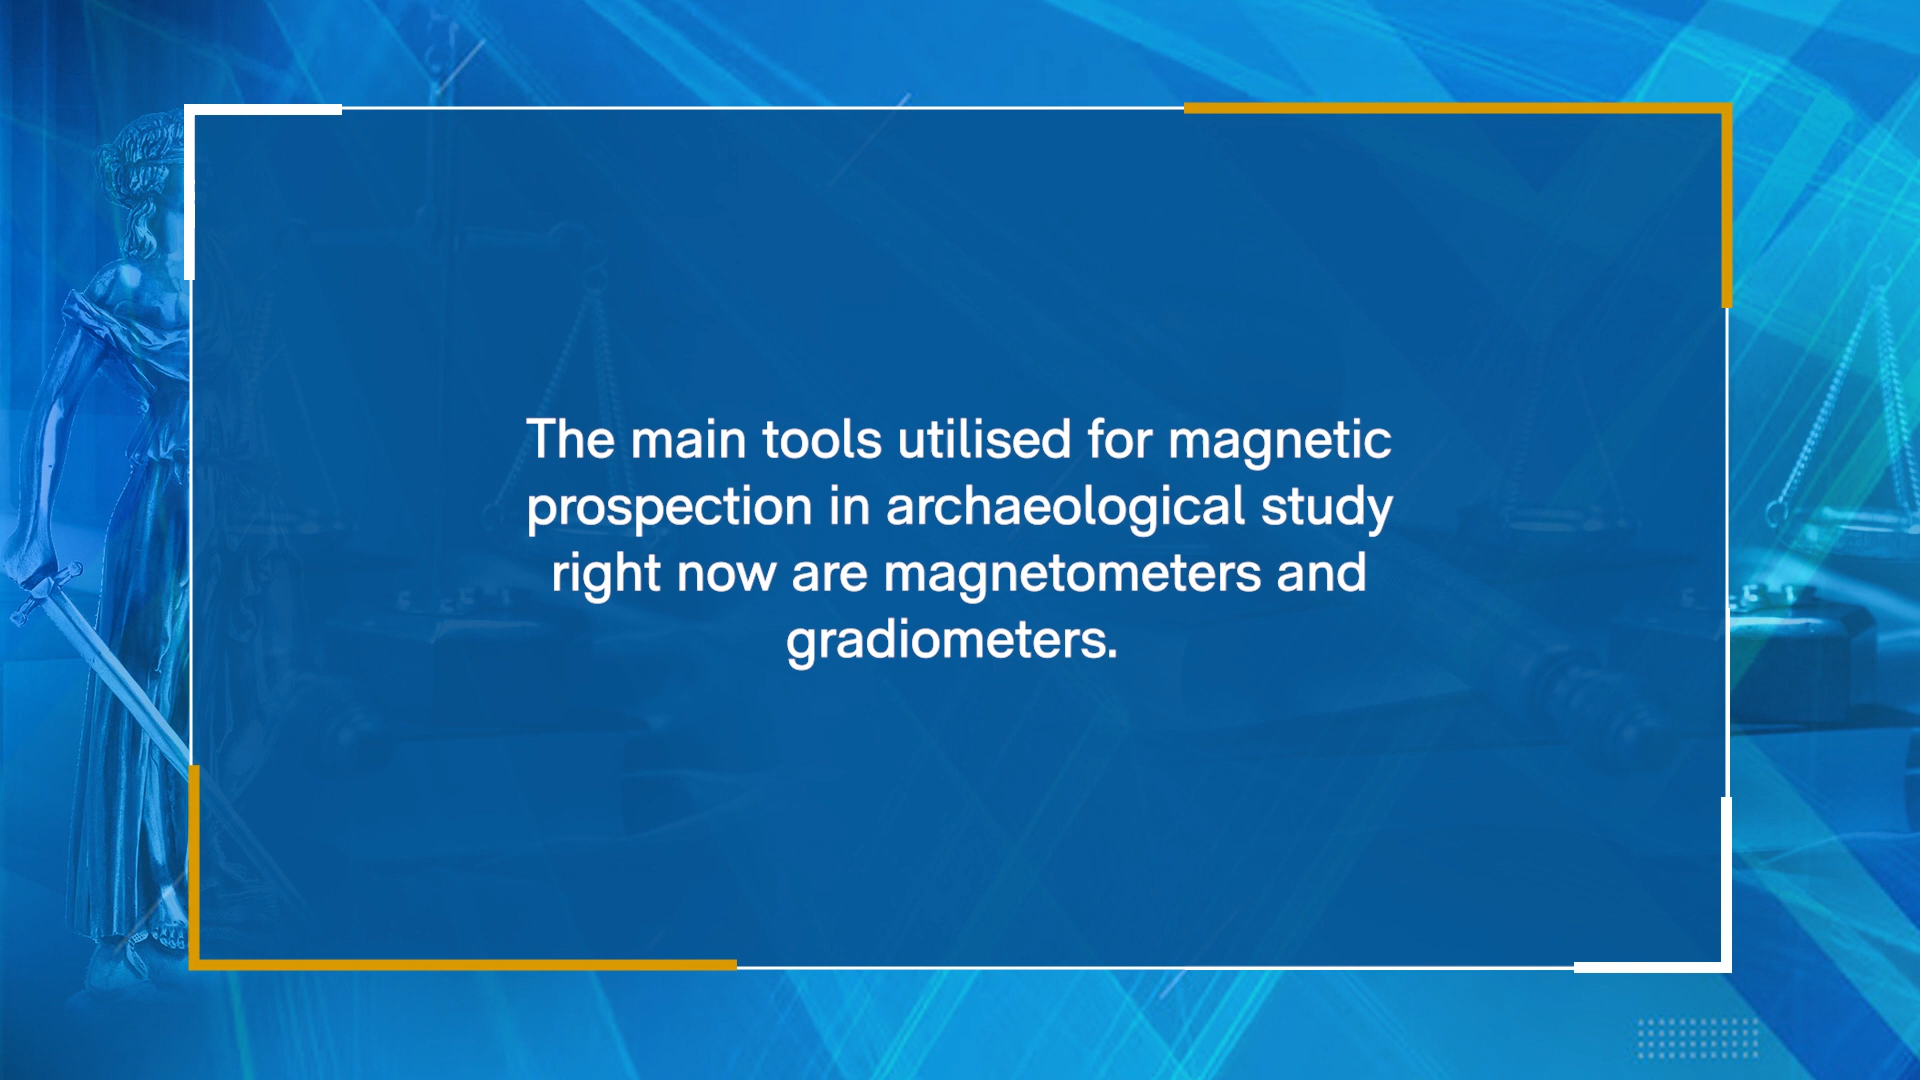 The main tools utilised for magnetic
prospection in archaeological study
right now are magnetometers and
gradiometers.